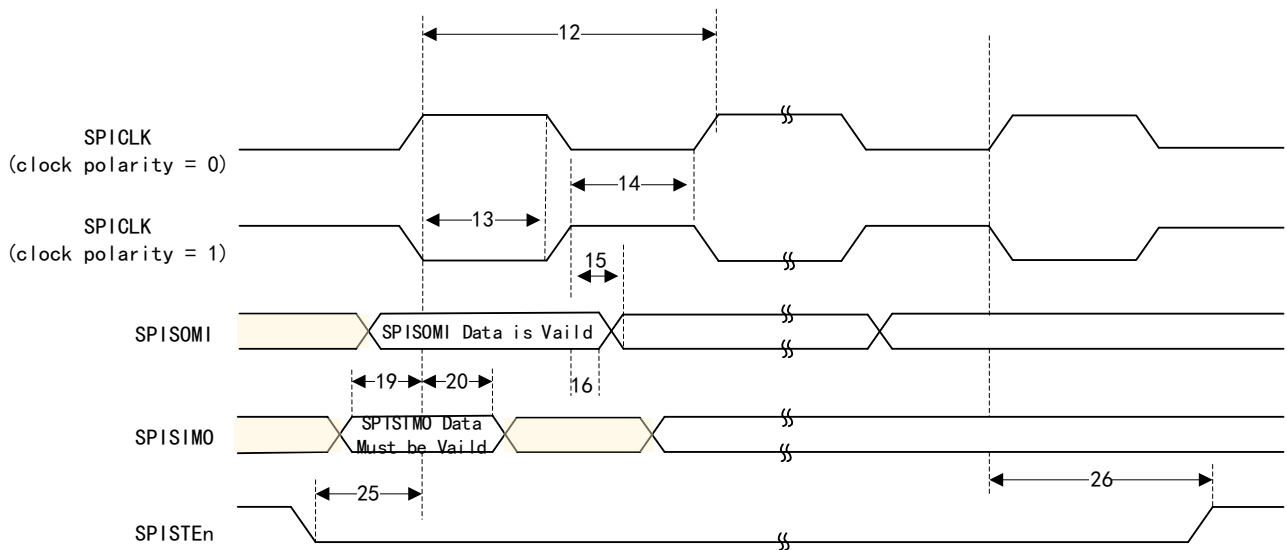 12
SPICLK
(clock polarity = 0)
14
13
SPICLK
(clock polarity = 1)
15
SPISOMI
SPISOMI Data is Vaild
19
20
16
SPISIMO
SPISIMO Data
Must be Vaild
25
26
SPISTEn